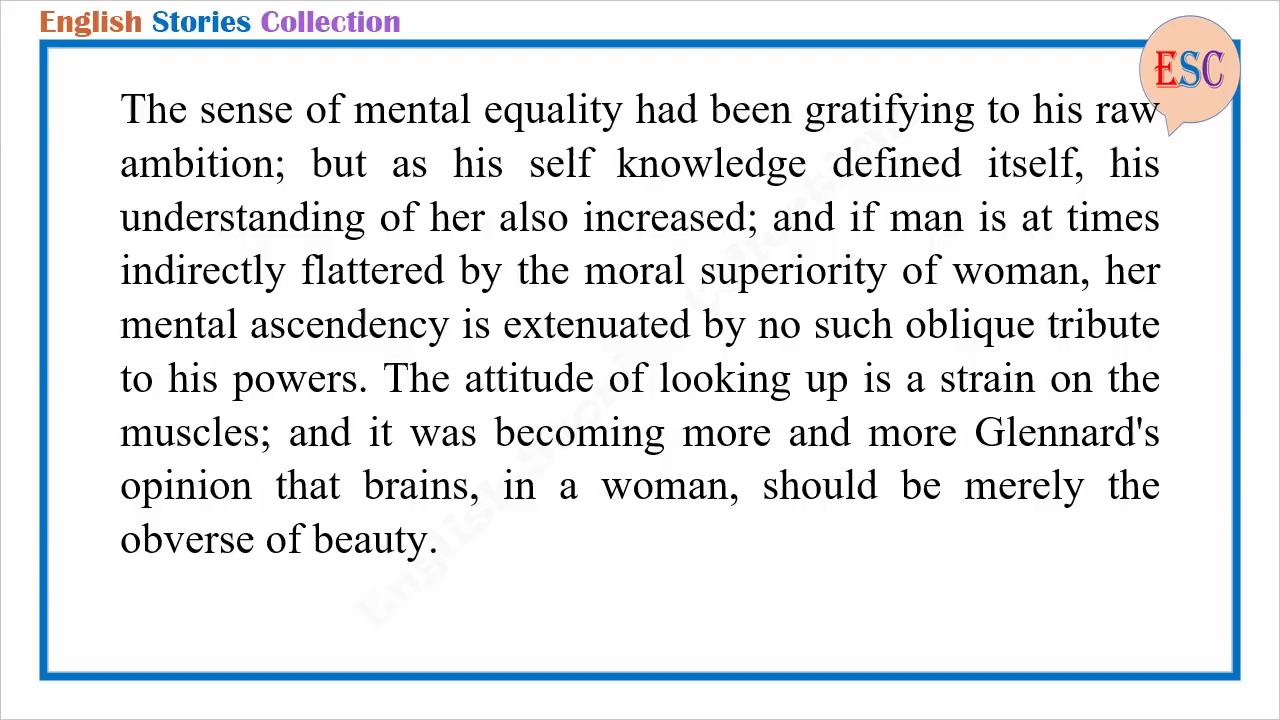 English Stories Collection
ESC
The sense of mental equality had been gratifying to his raw
ambition; but as his self knowledge defined itself, his
understanding of her also increased; and if man is at times
indirectly flattered by the moral superiority of woman, her
mental ascendency is extenuated by no such oblique tribute
to his powers. The attitude of looking up is a strain on the
muscles; and it was becoming more and more Glennard's
opinion that brains, in a woman, should be merely the
obverse of beauty.